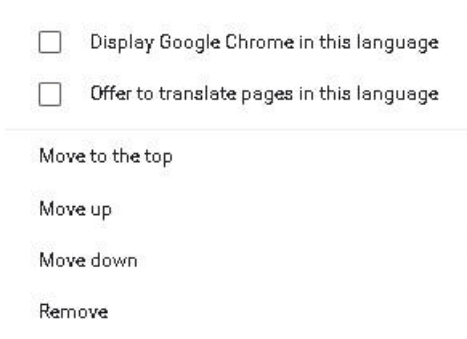 Display Google Chrome in this language
Offer to translate pages in this language
Move to the top
Move up
Move down
Remove